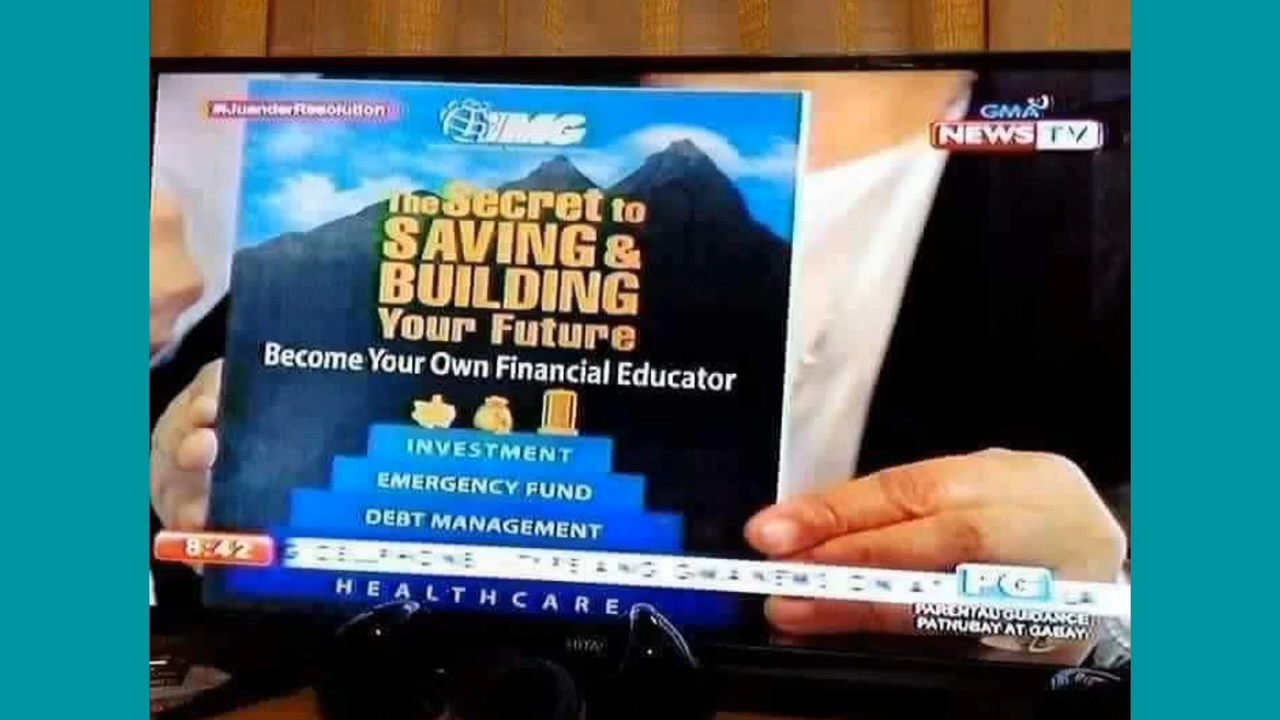 #JuanderResolution
IMG
GMA
NEWS TV
The Secret to
SAVING &
BUILDING
Your Future
Become Your Own Financial Educator
INVESTMENT
EMERGENCY FUND
DEBT MANAGEMENT
8:42
CELLPHONE
PG
HEALTHCARE
PARENTAL GUIDANCE
PATNUBAY AT GABAY